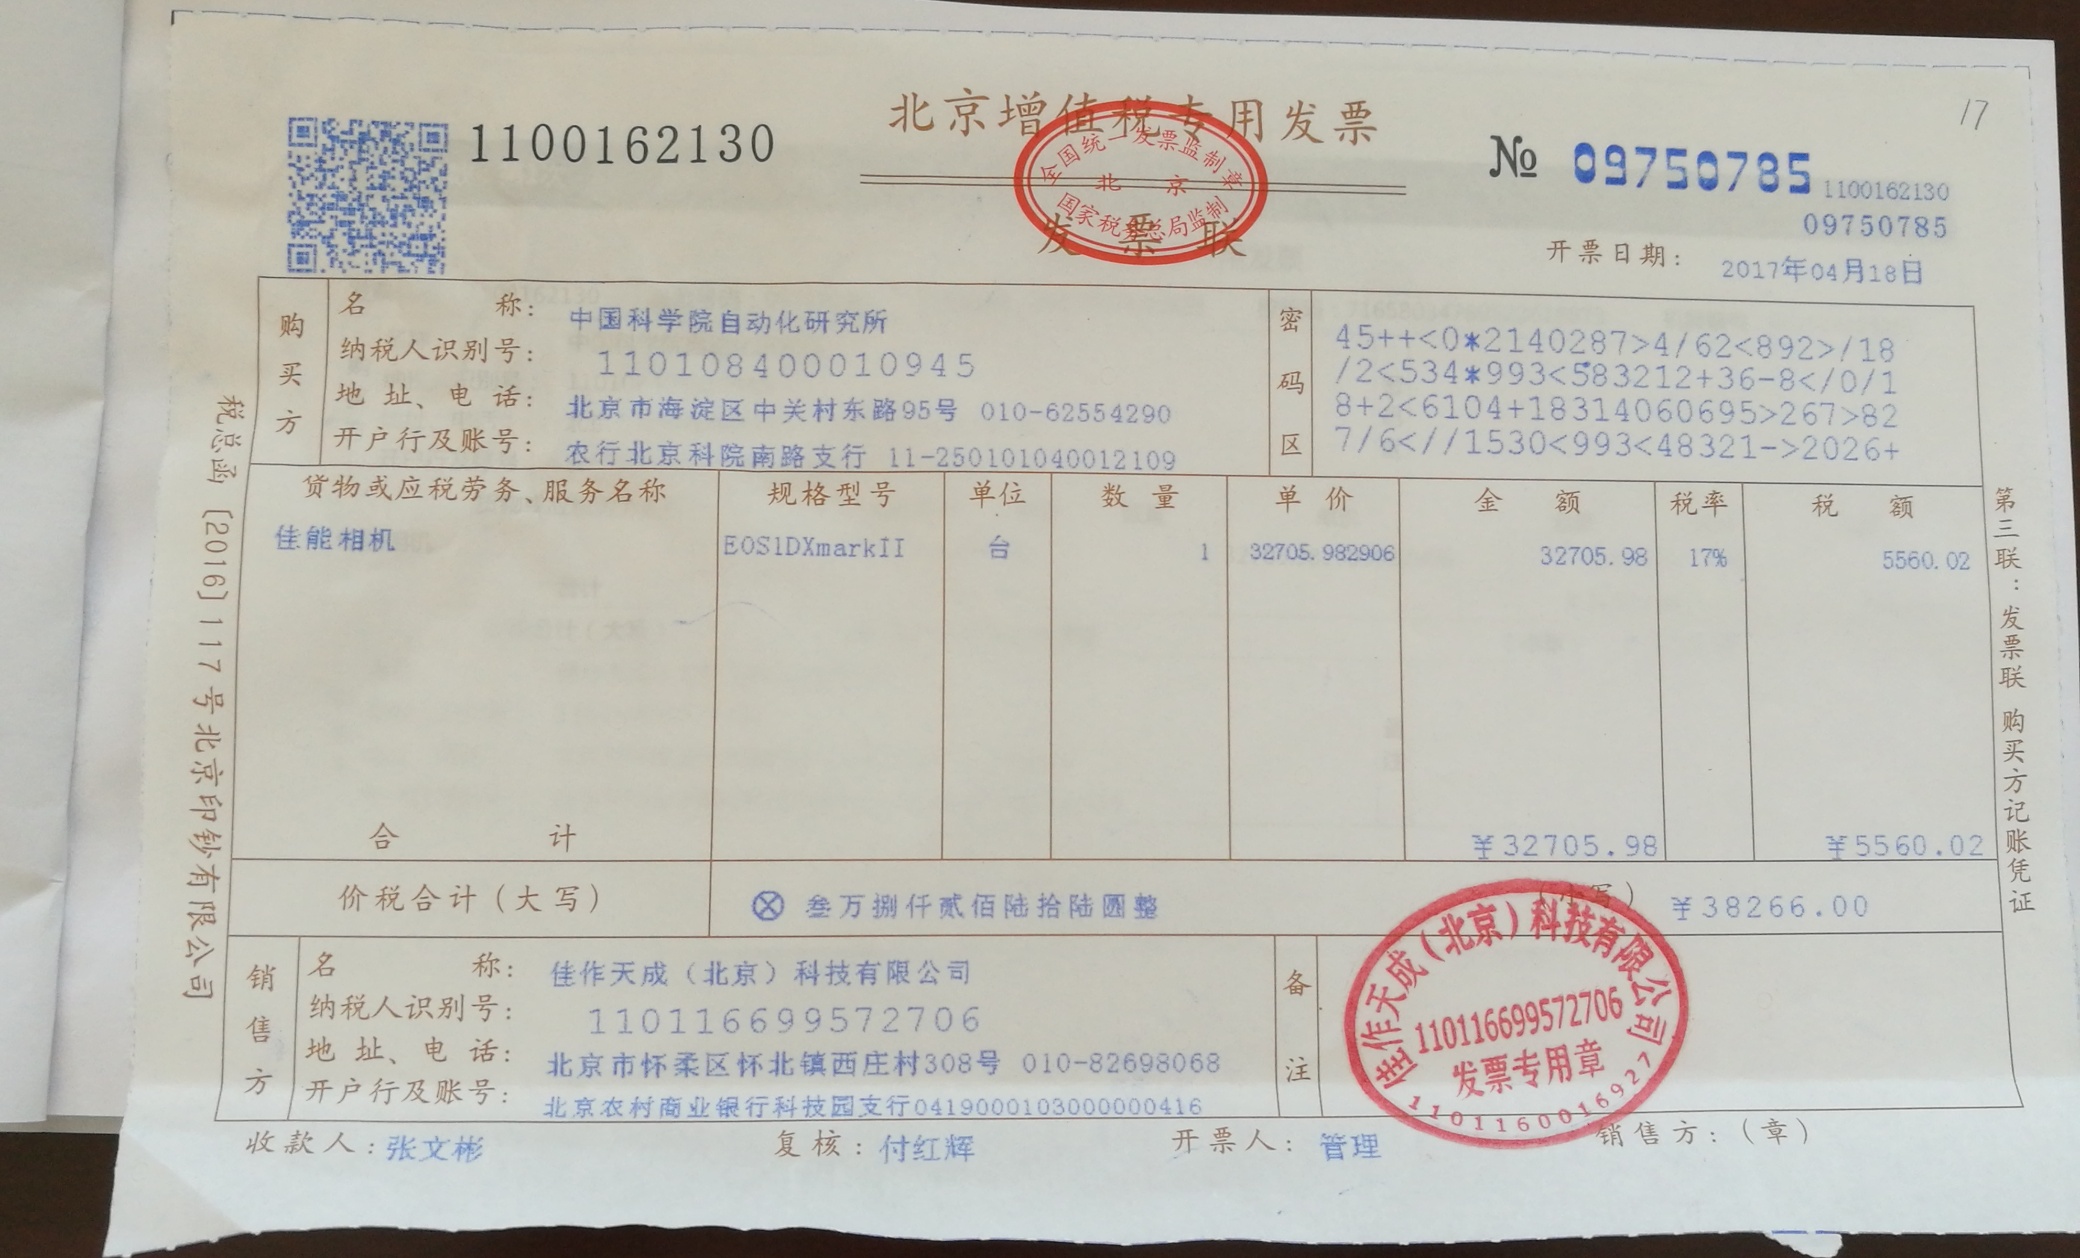 17
北京增值税专用发票
1100162130
№ 09750785
1100162130
09750785
全国统一发票监制章
北京
国家税务总局监制
发票联
开票日期： 2017年04月18日
购买方
名称： 中国科学院自动化研究所
纳税人识别号： 110108400010945
地址、电话： 北京市海淀区中关村东路95号 010-62554290
开户行及账号： 农行北京科院南路支行 11-250101040012109
密码区
45++<0*2140287>4/62<892>/18
/2<534*993<583212+36-8</0/1
8+2<6104+18314060695>267>82
7/6<//1530<993<48321->2026+
货物或应税劳务、服务名称 规格型号 单位 数量 单价 金额 税率 税额
佳能相机 EOS1DXmarkII 台 1 32705.982906 32705.98 17% 5560.02
合计 ¥32705.98 ¥5560.02
价税合计（大写） ⊗ 叁万捌仟贰佰陆拾陆圆整 （小写） ¥38266.00
销售方
名称： 佳作天成（北京）科技有限公司
纳税人识别号： 110116699572706
地址、电话： 北京市怀柔区怀北镇西庄村308号 010-82698068
开户行及账号： 北京农村商业银行科技园支行0419000103000000416
备注
佳作天成（北京）科技有限公司
110116699572706
发票专用章
1101160016927
收款人：张文彬 复核：付红辉 开票人：管理 销售方：（章）
税总函〔2016〕117号北京印钞有限公司
第三联：发票联 购买方记账凭证